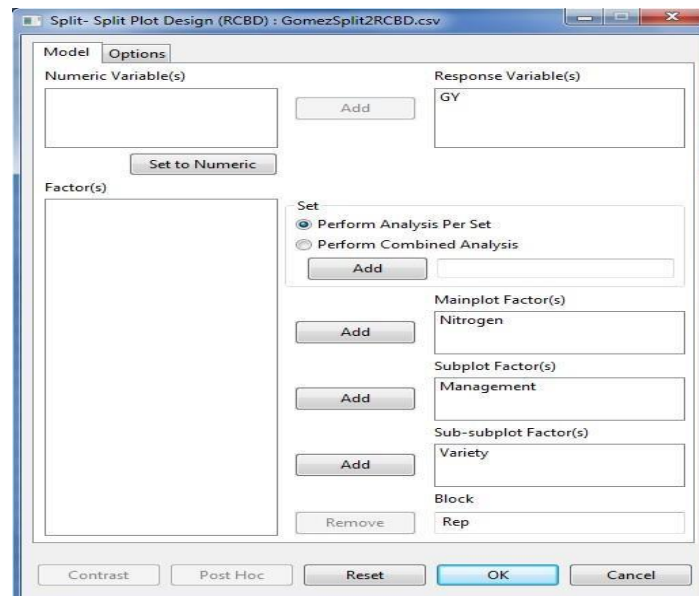 Split- Split Plot Design (RCBD) : GomezSplit2RCBD.csv
Model
Options
Numeric Variable(s)
Response Variable(s)
Add
GY
Set to Numeric
Factor(s)
Set
Perform Analysis Per Set
Perform Combined Analysis
Add
Mainplot Factor(s)
Add
Nitrogen
Subplot Factor(s)
Add
Management
Sub-subplot Factor(s)
Add
Variety
Block
Remove
Rep
Contrast
Post Hoc
Reset
OK
Cancel